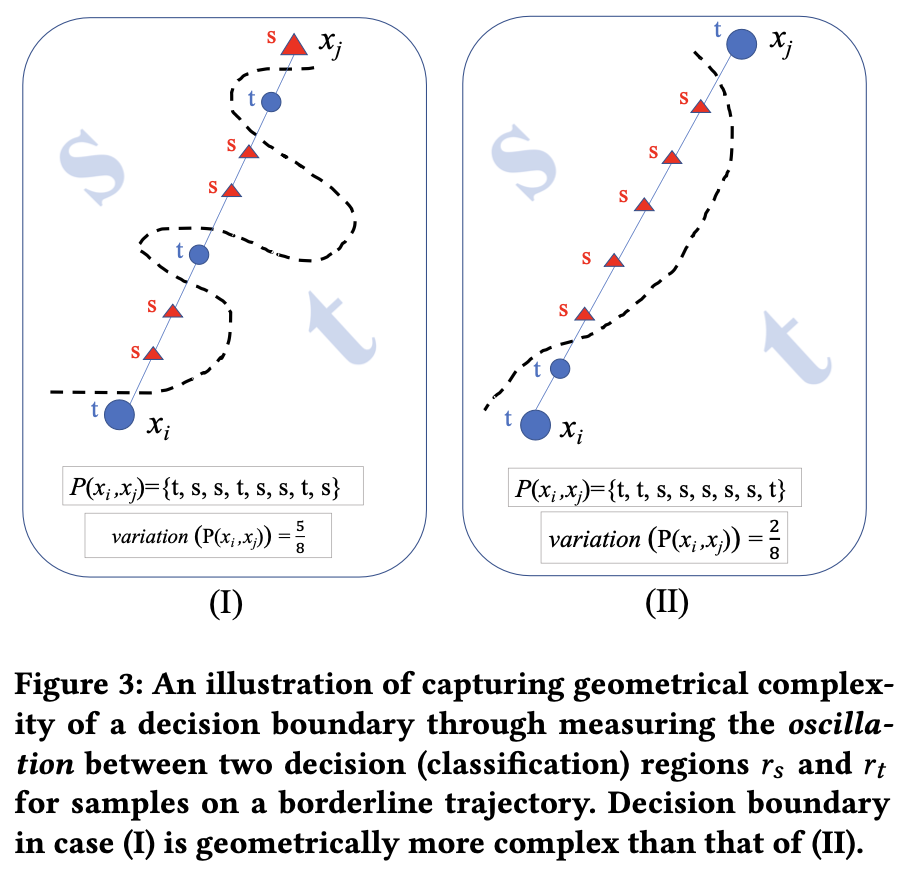 s x_j
t
s
s
t
s
s
t x_i
s
t
P(x_i,x_j)={t, s, s, t, s, s, t, s}
variation (P(x_i,x_j)) = 5/8
(I)
t x_j
s
s
s
s
s
t
t x_i
s
t
P(x_i,x_j)={t, t, s, s, s, s, s, t}
variation (P(x_i,x_j)) = 2/8
(II)
Figure 3: An illustration of capturing geometrical complex-
ity of a decision boundary through measuring the oscilla-
tion between two decision (classification) regions r_s and r_t
for samples on a borderline trajectory. Decision boundary
in case (I) is geometrically more complex than that of (II).